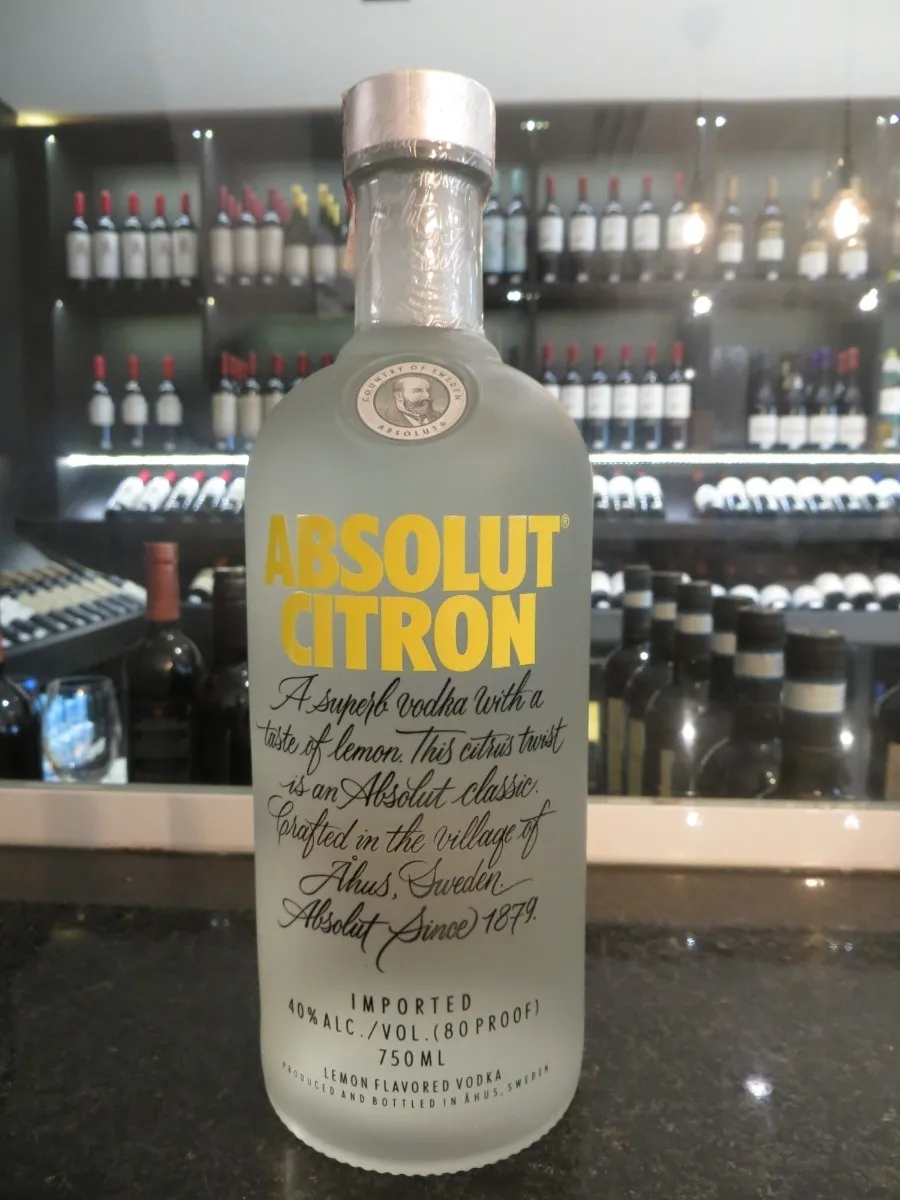 COUNTRY OF SWEDEN
ABSOLUT®
ABSOLUT®
CITRON
A superb vodka with a
taste of lemon. This citrus twist
is an Absolut classic.
Crafted in the village of
Åhus, Sweden.
Absolut Since 1879.
IMPORTED
40% ALC./VOL. (80 PROOF)
750ML
LEMON FLAVORED VODKA
PRODUCED AND BOTTLED IN ÅHUS, SWEDEN